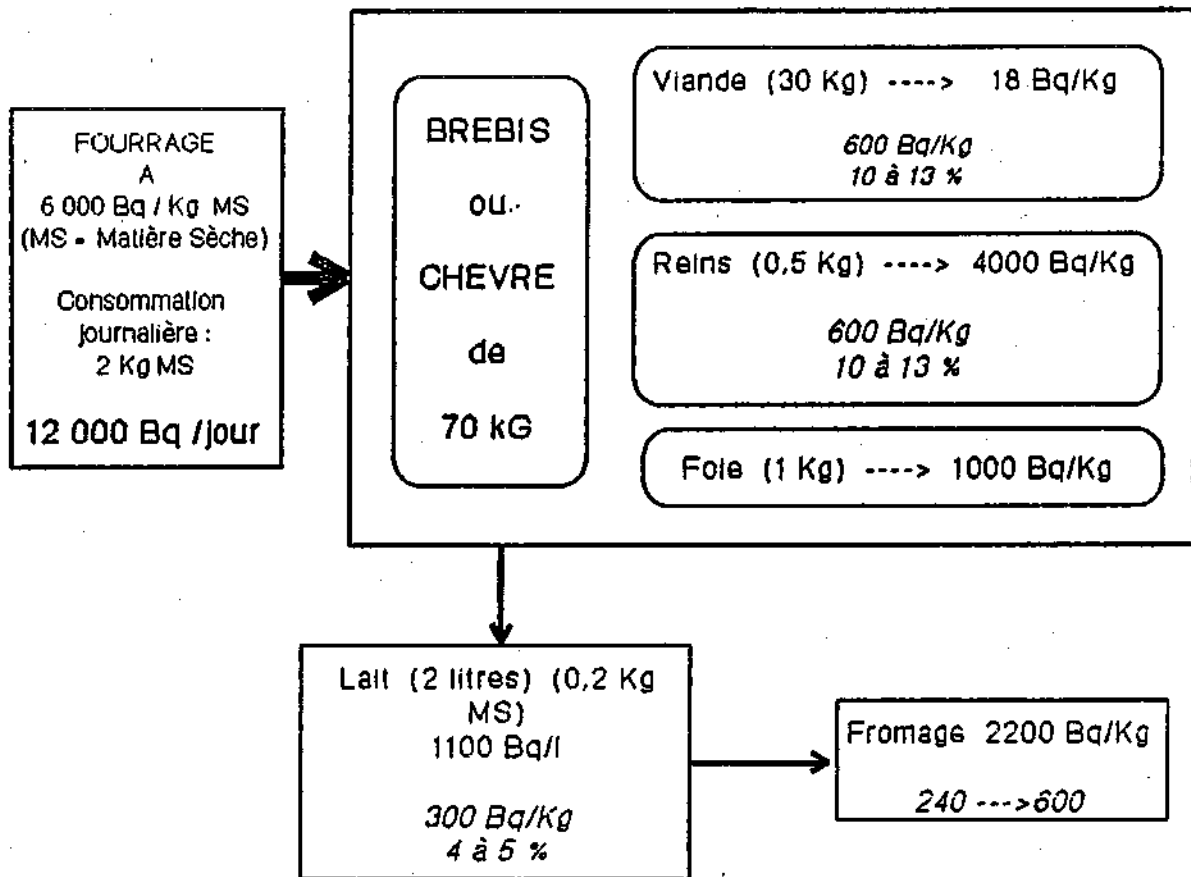 FOURRAGE
A
6 000 Bq / Kg MS
(MS - Matière Sèche)
Consommation
journalière :
2 Kg MS
12 000 Bq /jour
BREBIS
ou
CHEVRE
de
70 kG
Viande (30 Kg) ----> 18 Bq/Kg
600 Bq/Kg
10 à 13 %
Reins (0,5 Kg) ----> 4000 Bq/Kg
600 Bq/Kg
10 à 13 %
Foie (1 Kg) ----> 1000 Bq/Kg
Lait (2 litres) (0,2 Kg
MS)
1100 Bq/l
300 Bq/Kg
4 à 5 %
Fromage 2200 Bq/Kg
240 --->600